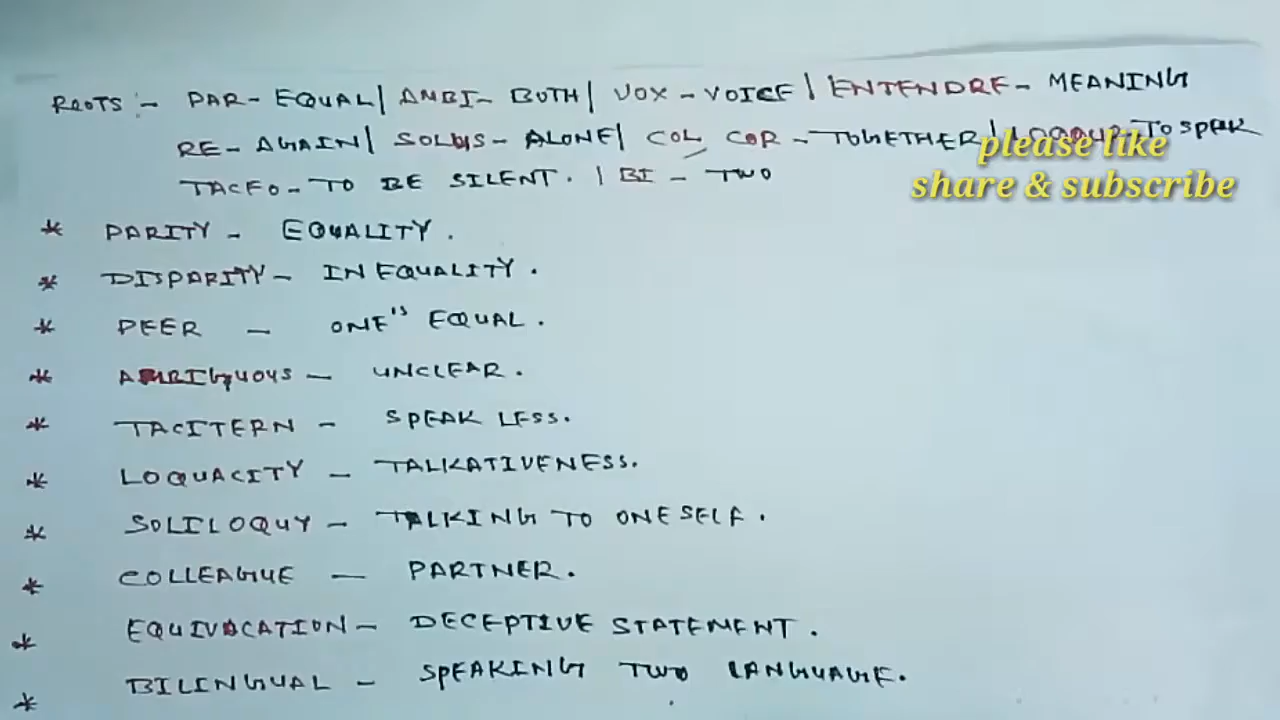 ROOTS :- PAR - EQUAL | AMBI - BOTH | VOX - VOICE | ENTENDRE - MEANING
RE - AGAIN | SOLUS - ALONE | COL COR - TOGETHER | TO SPEAK
please like
share & subscribe
TACEO - TO BE SILENT. | BI - TWO
* PARITY - EQUALITY.
* DISPARITY - INEQUALITY.
* PEER - ONE'S EQUAL.
* AMBIGUOUS - UNCLEAR.
* TACITERN - SPEAK LESS.
* LOQUACITY - TALKATIVENESS.
* SOLILOQUY - TALKING TO ONESELF.
* COLLEAGUE - PARTNER.
* EQUIVOCATION - DECEPTIVE STATEMENT.
* BILINGUAL - SPEAKING TWO LANGUAGE.